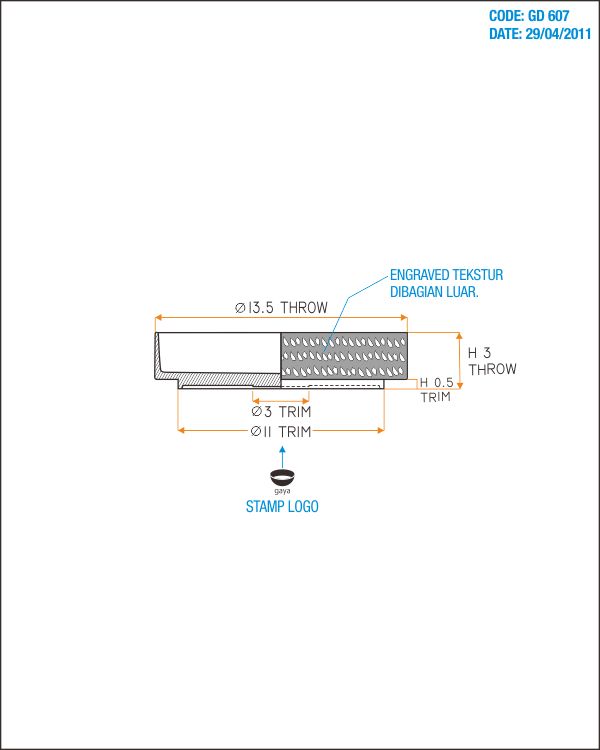 CODE: GD 607
DATE: 29/04/2011
ENGRAVED TEKSTUR
DIBAGIAN LUAR.
Ø13.5 THROW
H 3
THROW
H 0.5
TRIM
Ø3 TRIM
Ø11 TRIM
gaya
STAMP LOGO